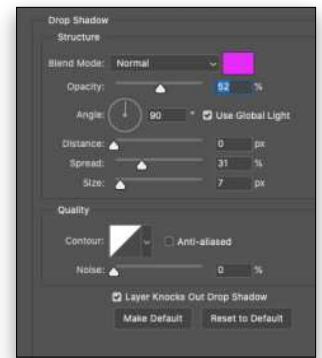 Drop Shadow
Structure
Blend Mode: Normal
Opacity: 62 %
Angle: 90 ° Use Global Light
Distance: 0 px
Spread: 31 %
Size: 7 px
Quality
Contour: Anti-aliased
Noise: 0 %
Layer Knocks Out Drop Shadow
Make Default Reset to Default